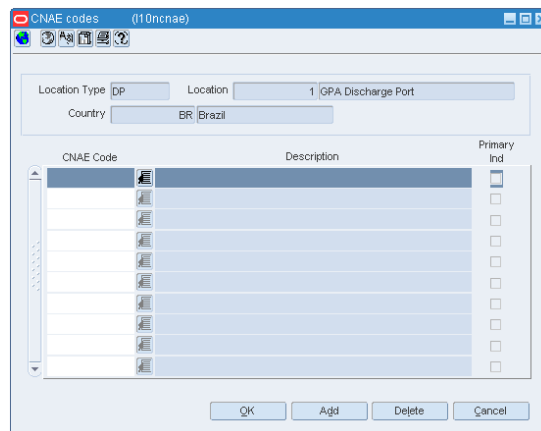 CNAE codes (l10ncnae)
Location Type DP Location 1 GPA Discharge Port
Country BR Brazil
CNAE Code Description Primary Ind
OK Add Delete Cancel